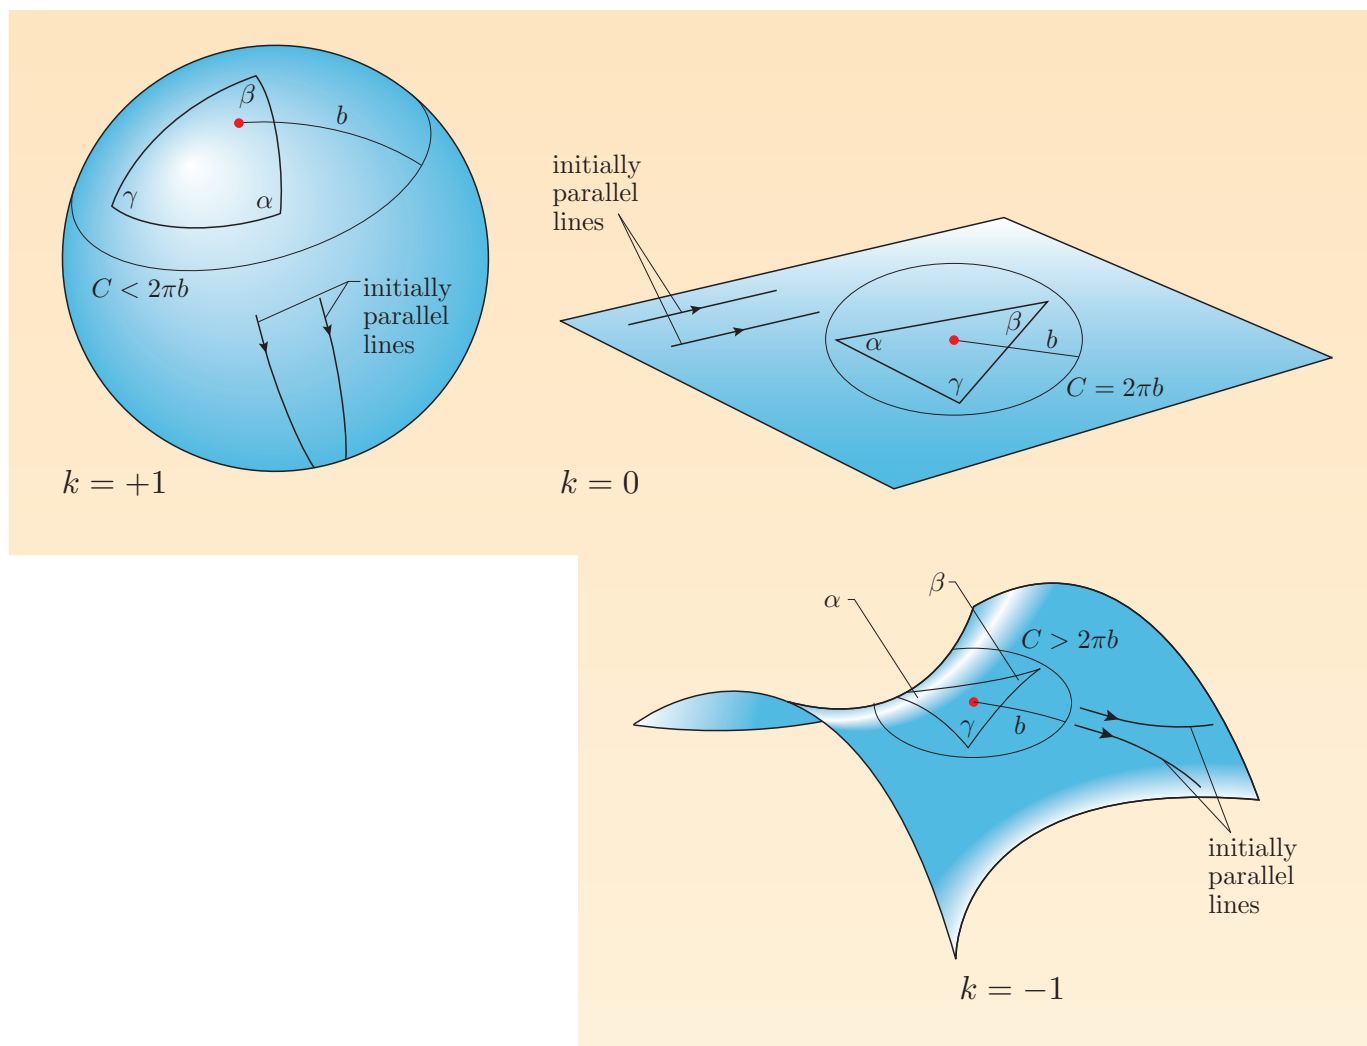 β
b
γ
α
C < 2πb
initially
parallel
lines
k = +1
initially
parallel
lines
α
β
γ
b
C = 2πb
k = 0
α
β
C > 2πb
γ
b
initially
parallel
lines
k = −1